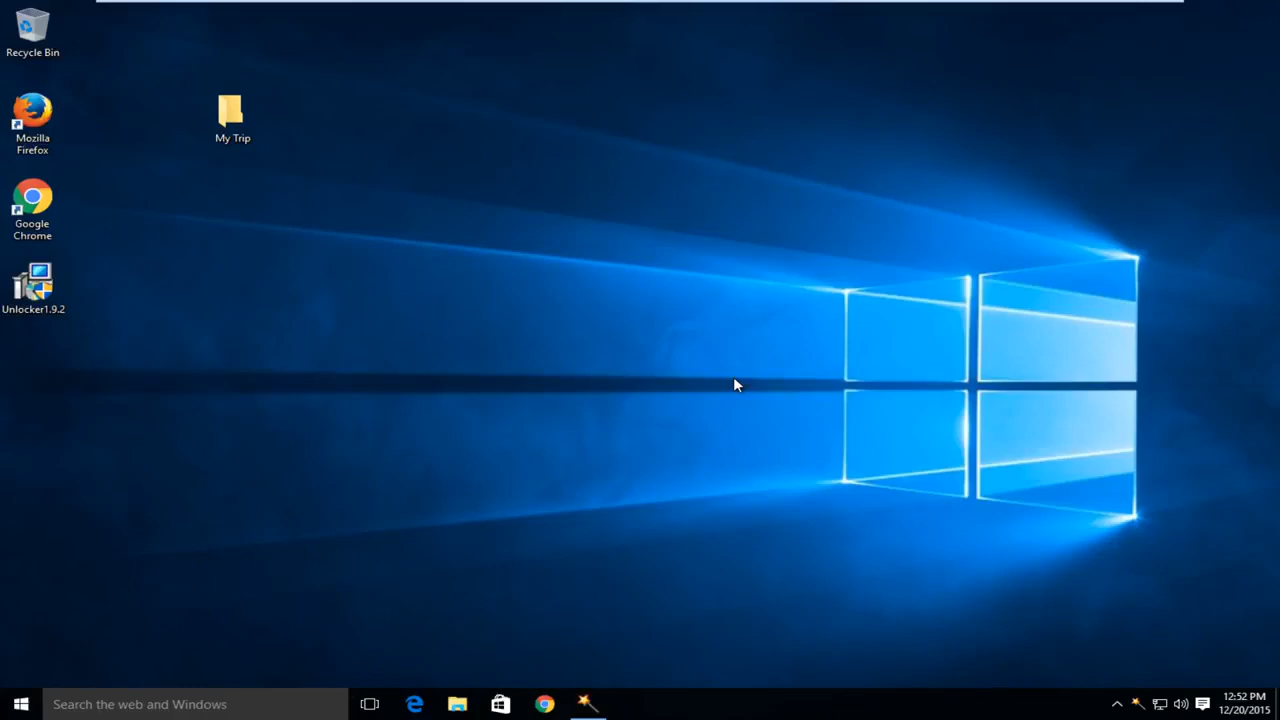 Recycle Bin
Mozilla
Firefox
My Trip
Google
Chrome
Unlocker1.9.2
Search the web and Windows
12:52 PM
12/20/2015